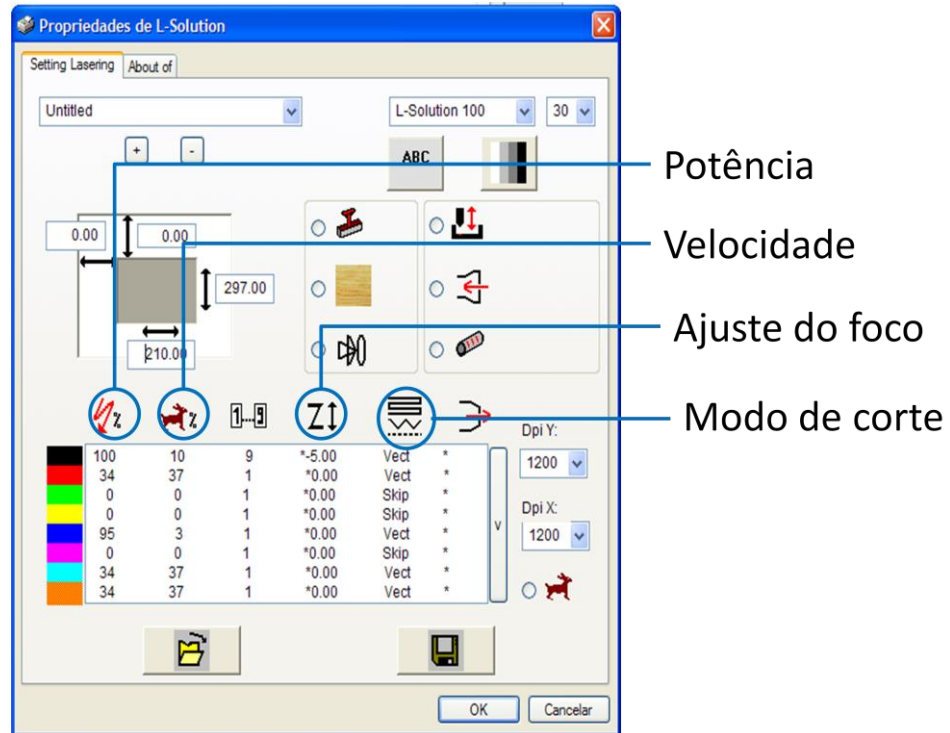 Propriedades de L-Solution
Setting Lasering About of
Untitled L-Solution 100 30
+ - ABC
Potência
0.00 0.00
Velocidade
297.00
Ajuste do foco
210.00
% % 1...9 Z
Modo de corte
Dpi Y:
100 10 9 *-5.00 Vect *
1200
34 37 1 *0.00 Vect *
0 0 1 *0.00 Skip *
0 0 1 *0.00 Skip *
Dpi X:
95 3 1 *0.00 Vect * V
1200
0 0 1 *0.00 Skip *
34 37 1 *0.00 Vect *
34 37 1 *0.00 Vect *
OK Cancelar